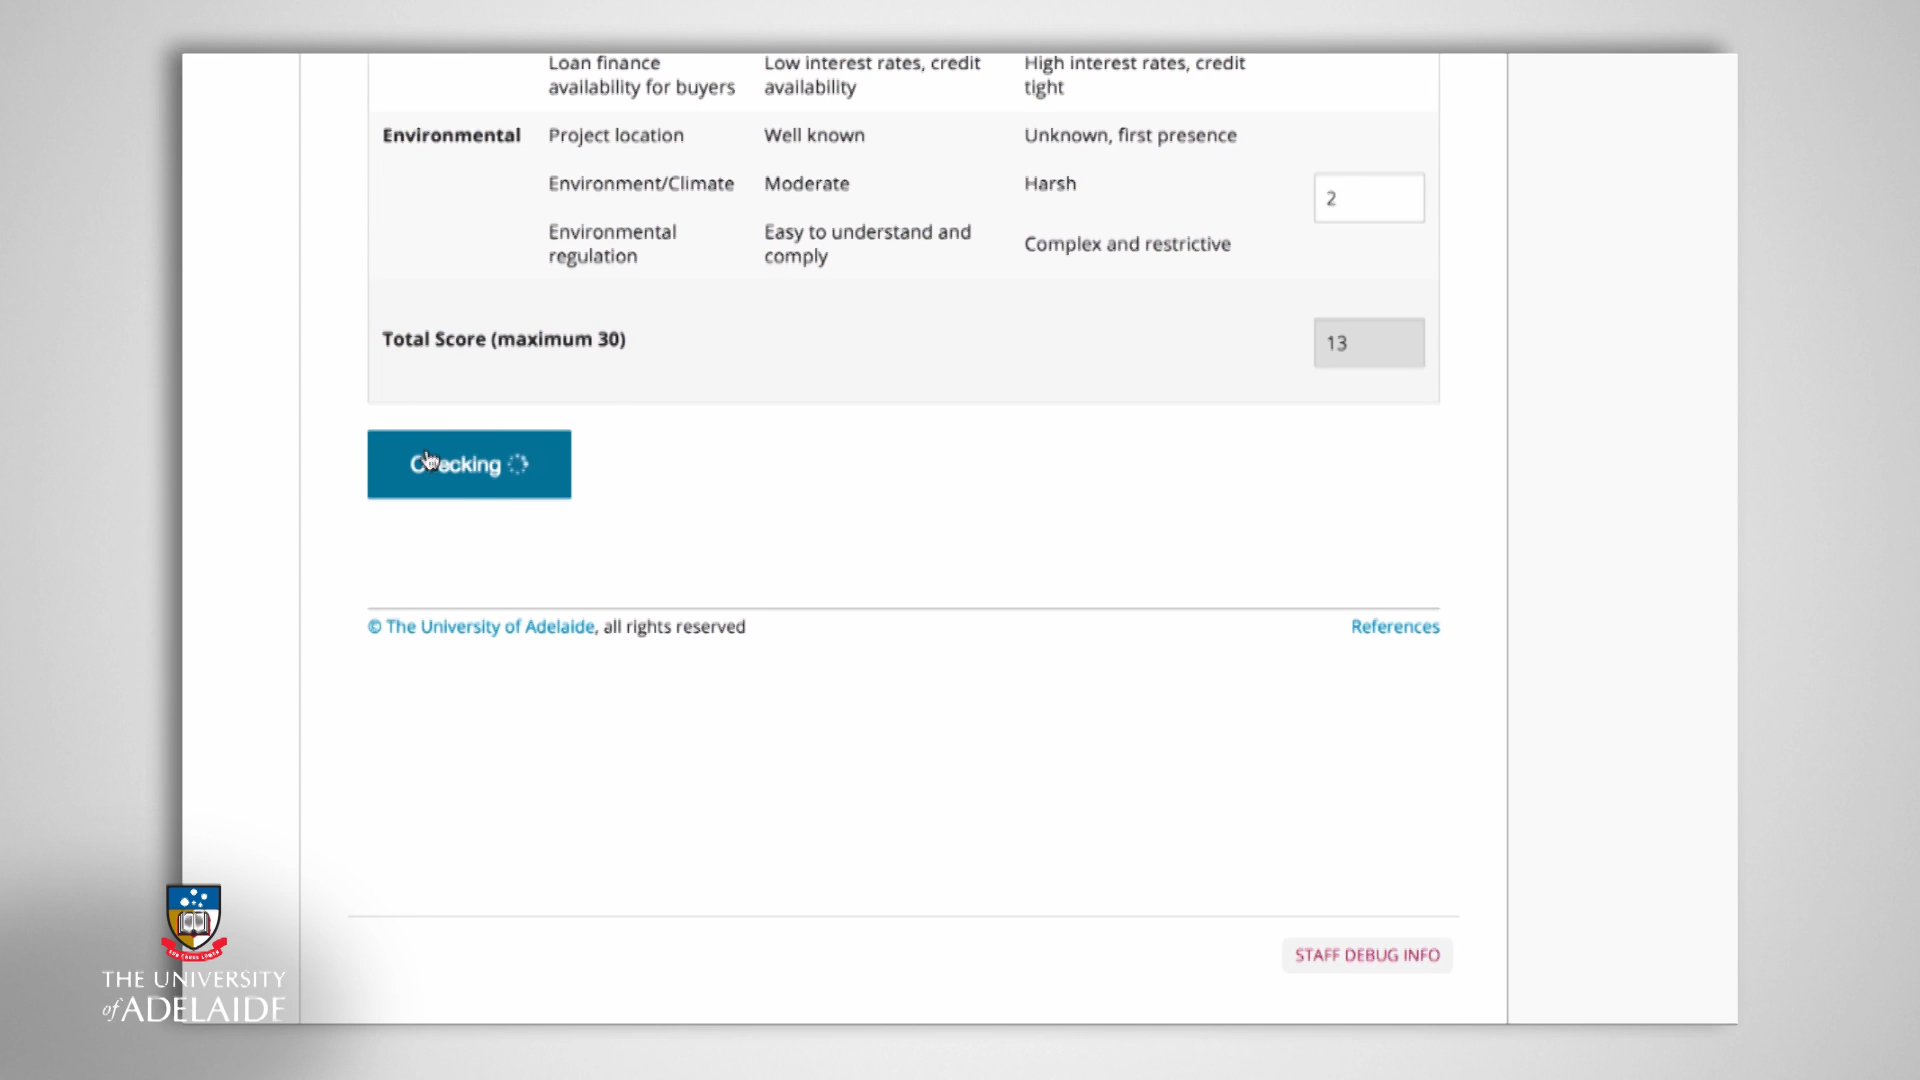 Loan finance availability for buyers
Low interest rates, credit availability
High interest rates, credit tight
Environmental
Project location
Well known
Unknown, first presence
Environment/Climate
Moderate
Harsh
2
Environmental regulation
Easy to understand and comply
Complex and restrictive
Total Score (maximum 30)
13
Checking
© The University of Adelaide, all rights reserved
References
STAFF DEBUG INFO
THE UNIVERSITY
of ADELAIDE